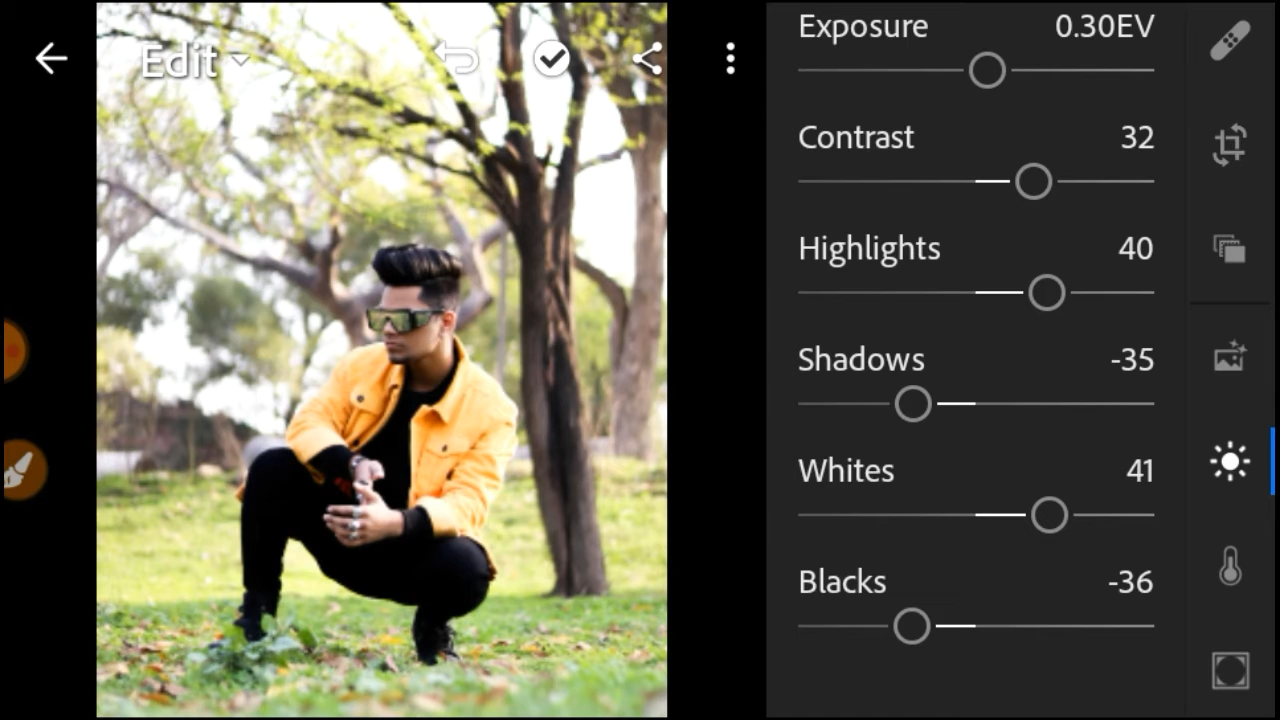 Edit
Exposure 0.30EV
Contrast 32
Highlights 40
Shadows -35
Whites 41
Blacks -36